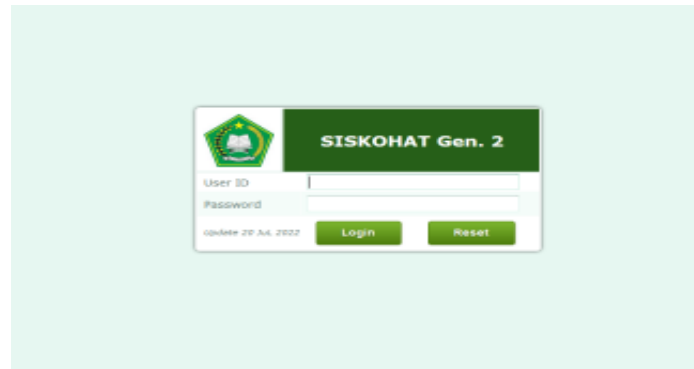 SISKOHAT Gen. 2
User ID
Password
Update 20 Jul, 2022
Login
Reset